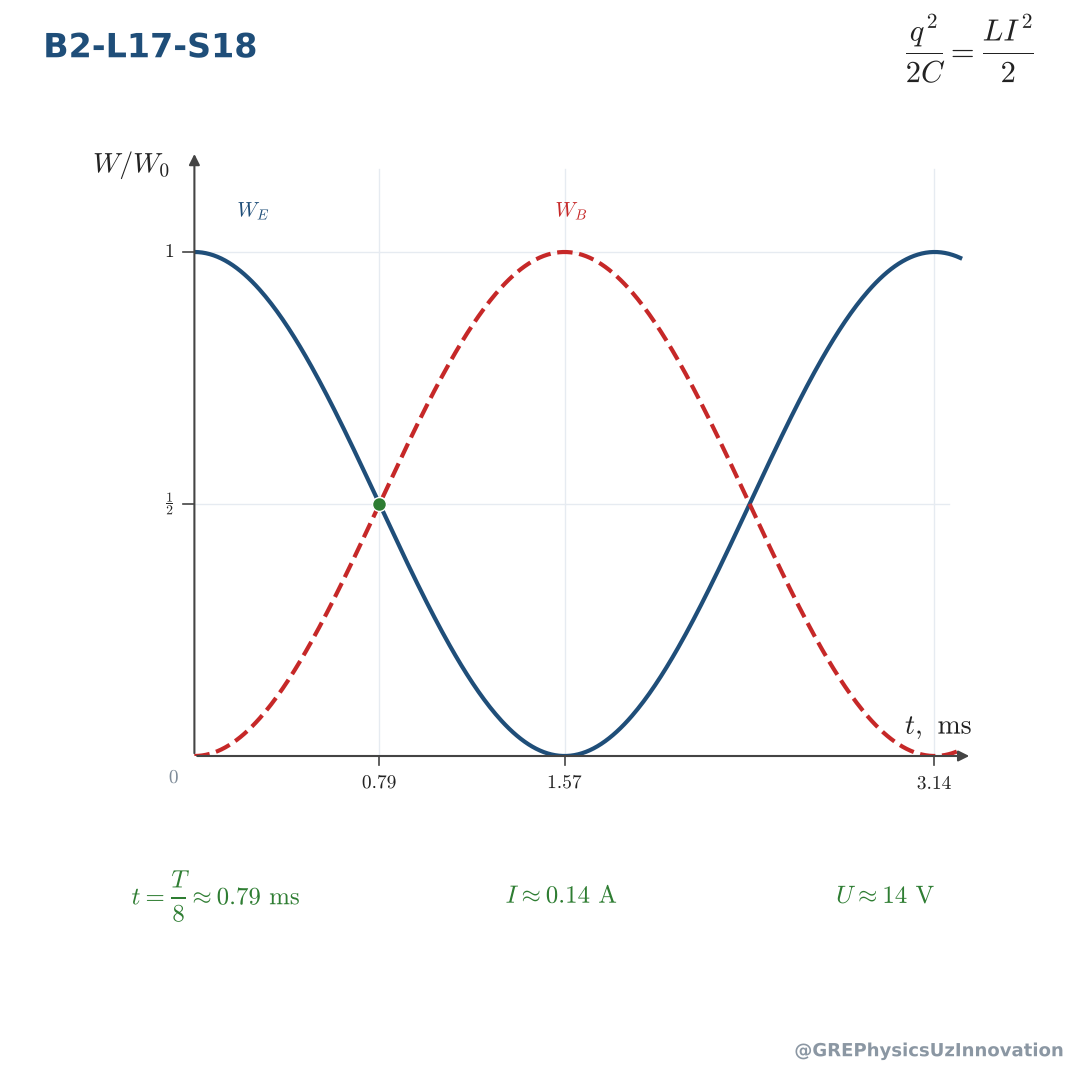 B2-L17-S18
q²/2C = LI²/2
W/W₀
W_E
W_B
1
1/2
t, ms
0
0.79
1.57
3.14
t = T/8 ≈ 0.79 ms
I ≈ 0.14 A
U ≈ 14 V
@GREPhysicsUzInnovation